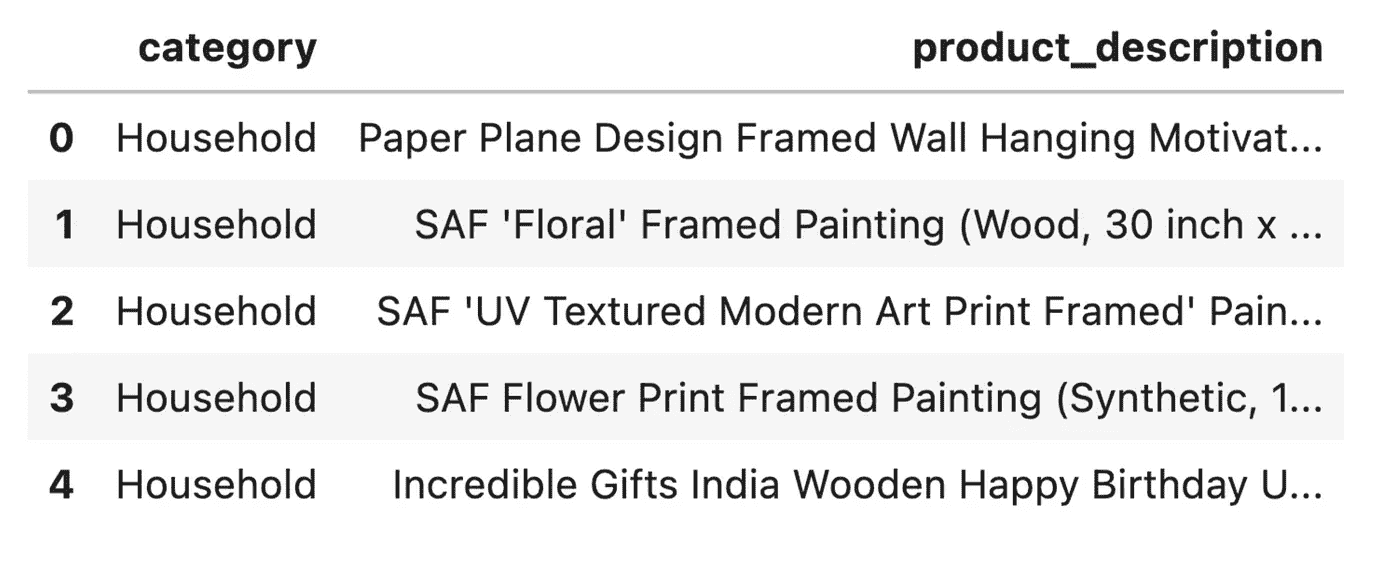 category product_description
0 Household Paper Plane Design Framed Wall Hanging Motivat...
1 Household SAF 'Floral' Framed Painting (Wood, 30 inch x ...
2 Household SAF 'UV Textured Modern Art Print Framed' Pain...
3 Household SAF Flower Print Framed Painting (Synthetic, 1...
4 Household Incredible Gifts India Wooden Happy Birthday U...